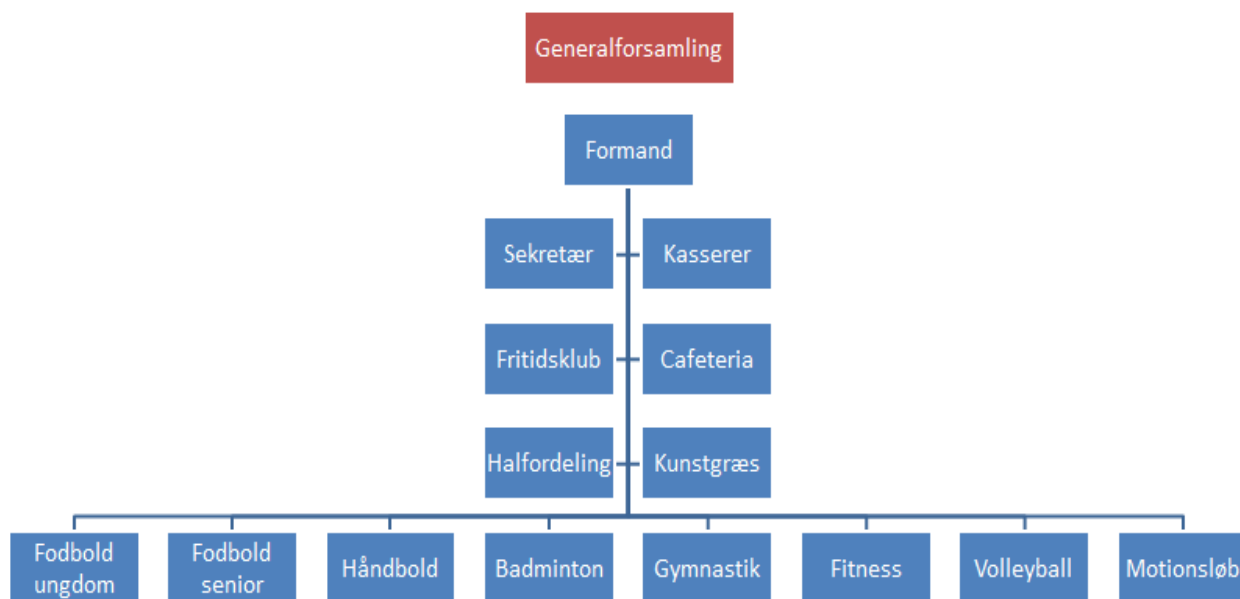 Generalforsamling
Formand
Sekretær
Kasserer
Fritidsklub
Cafeteria
Halfordeling
Kunstgræs
Fodbold
ungdom
Fodbold
senior
Håndbold
Badminton
Gymnastik
Fitness
Volleyball
Motionsløb